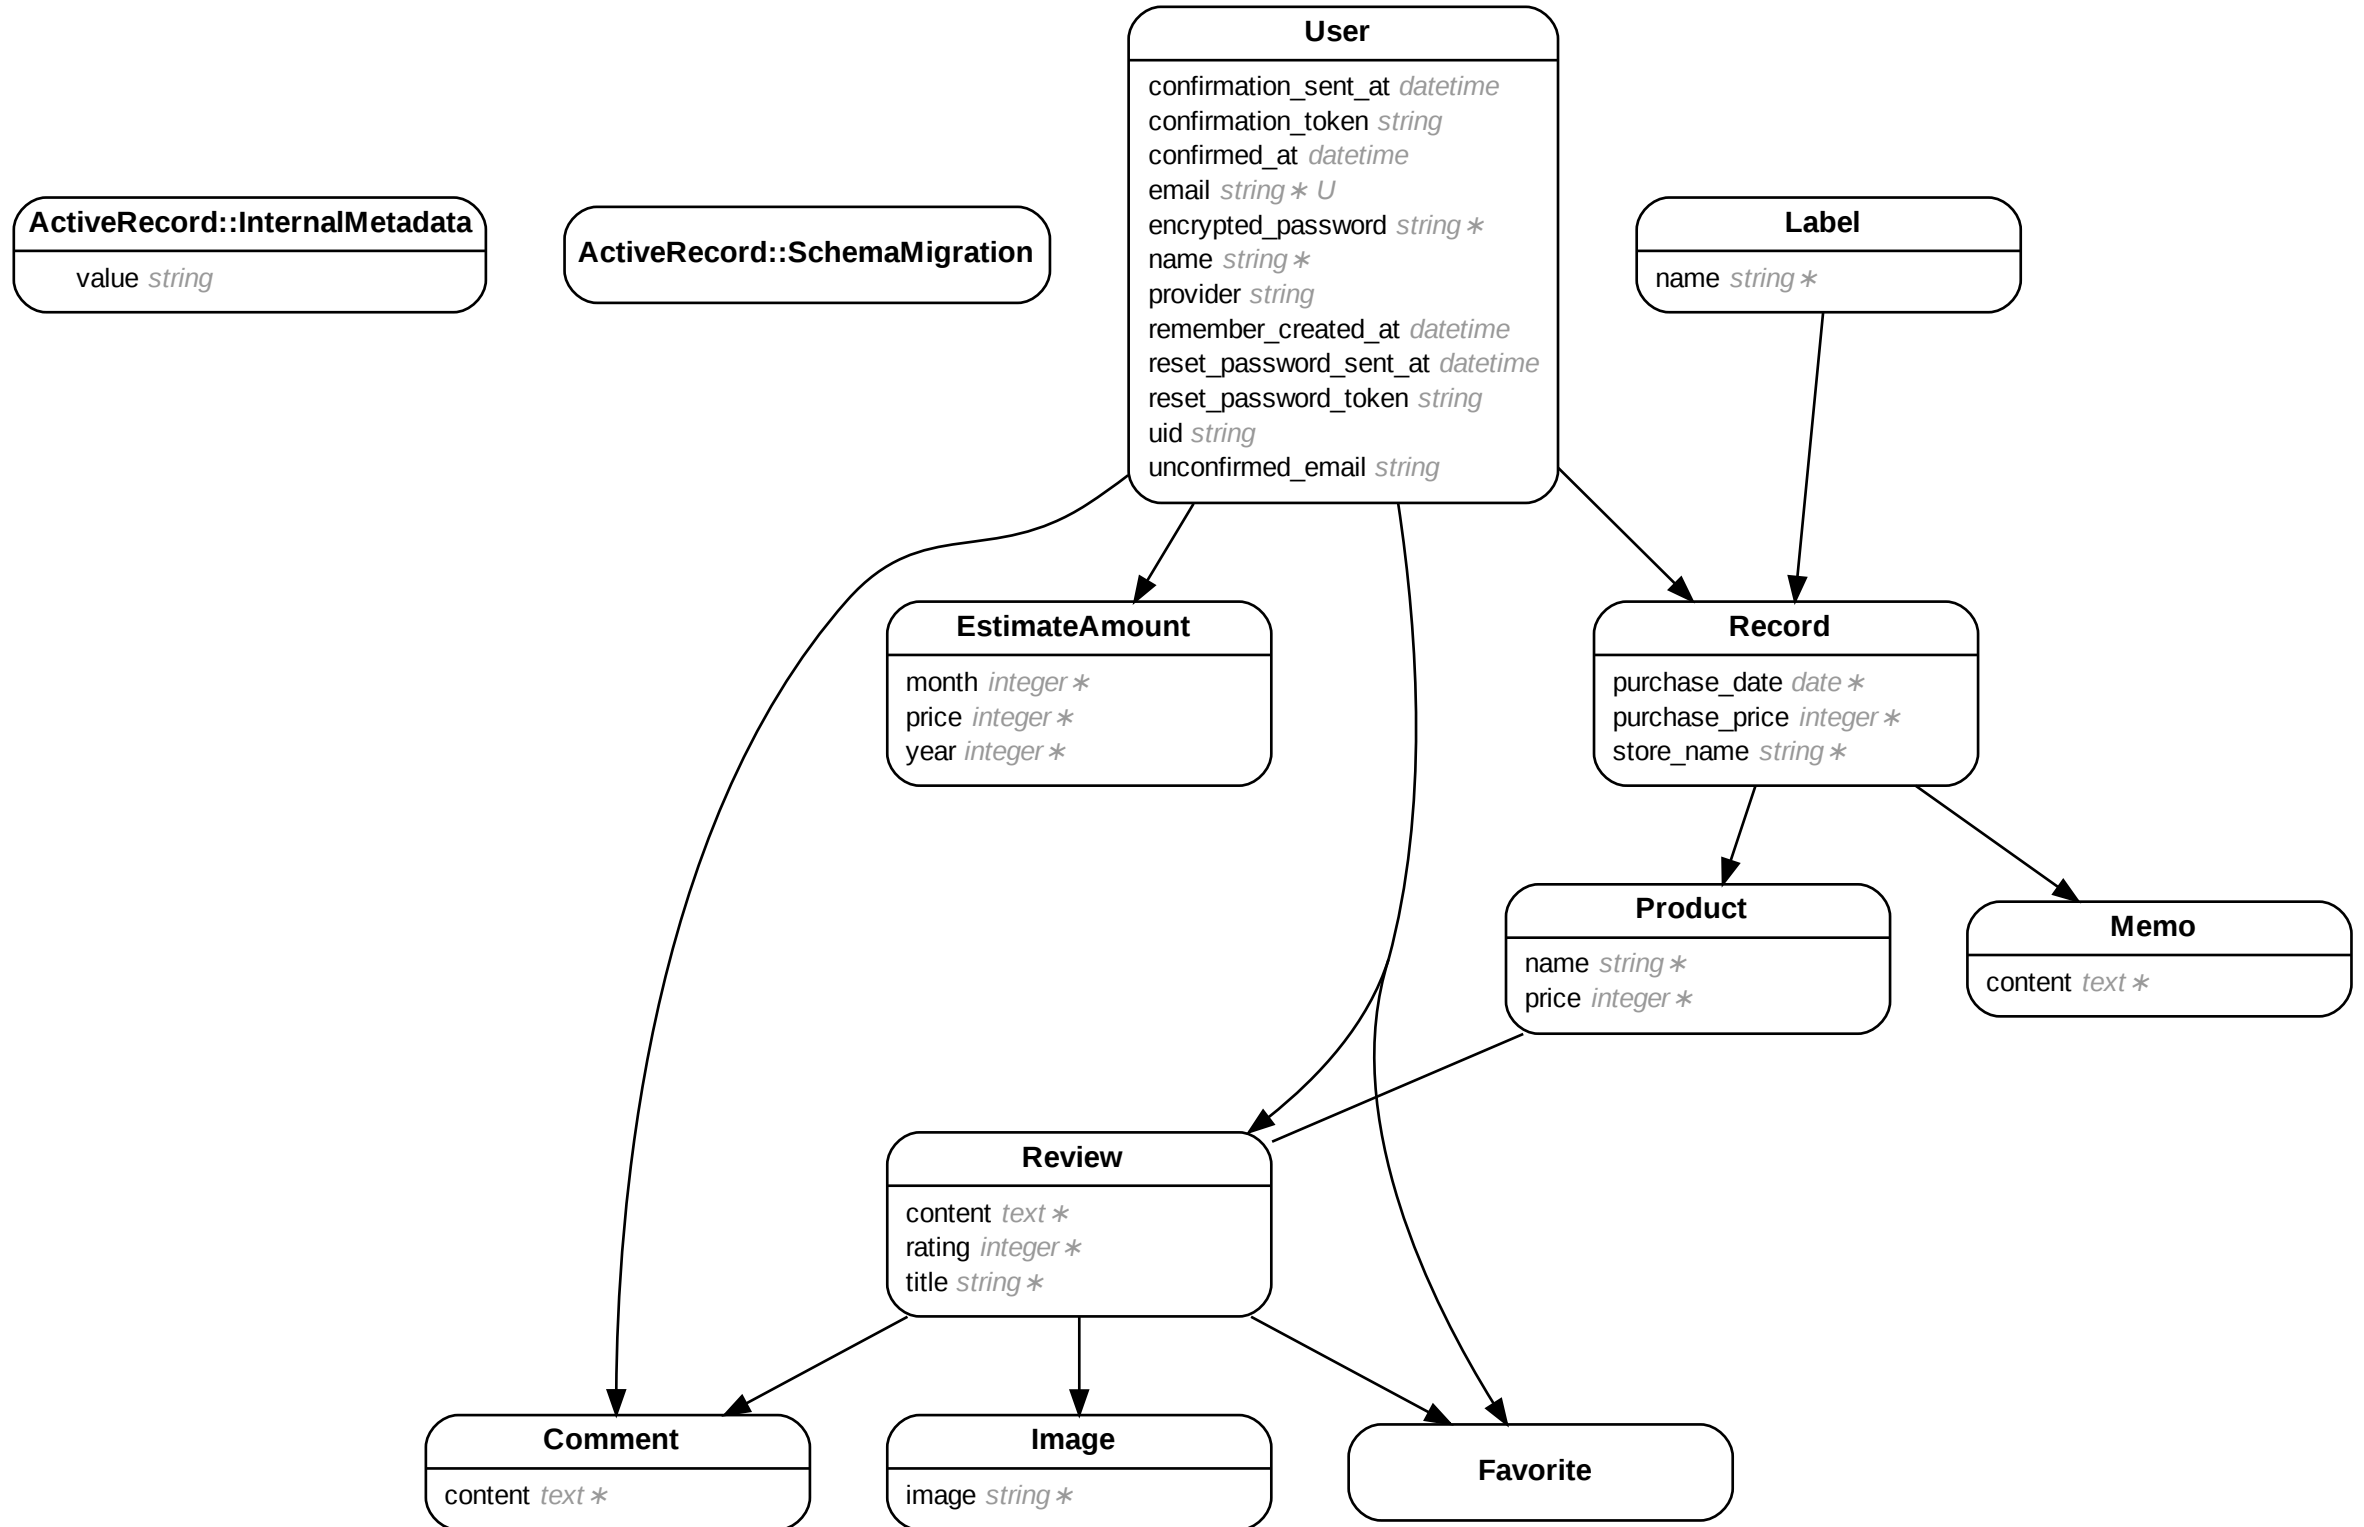 User
confirmation_sent_at datetime
confirmation_token string
confirmed_at datetime
email string∗ U
encrypted_password string∗
name string∗
provider string
remember_created_at datetime
reset_password_sent_at datetime
reset_password_token string
uid string
unconfirmed_email string
ActiveRecord::InternalMetadata
value string
ActiveRecord::SchemaMigration
Label
name string∗
EstimateAmount
month integer∗
price integer∗
year integer∗
Record
purchase_date date∗
purchase_price integer∗
store_name string∗
Product
name string∗
price integer∗
Memo
content text∗
Review
content text∗
rating integer∗
title string∗
Comment
content text∗
Image
image string∗
Favorite